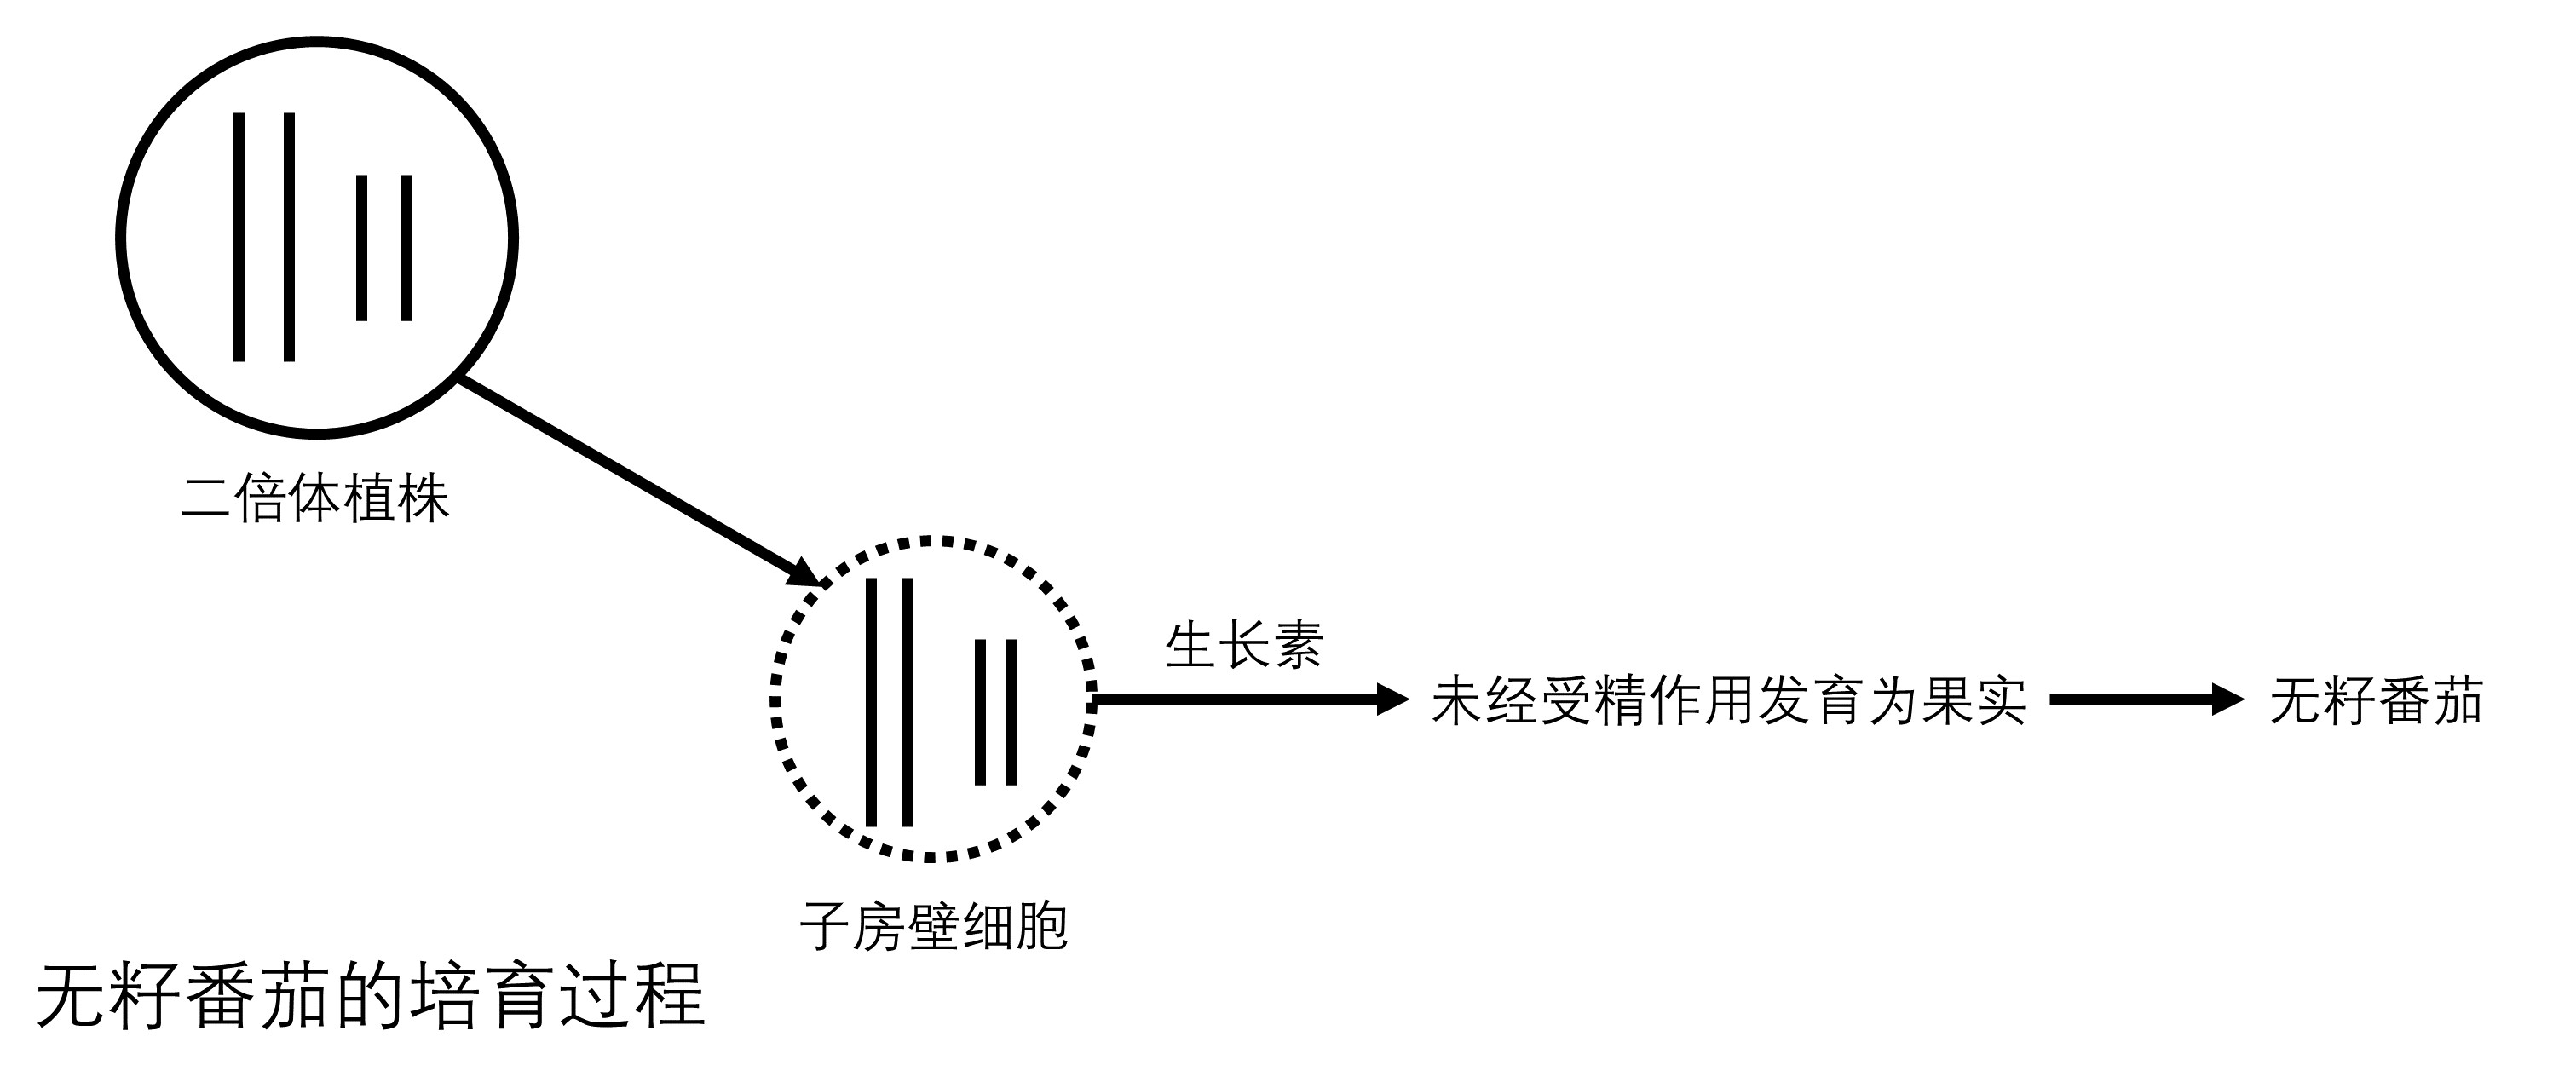 二倍体植株
生长素
未经受精作用发育为果实
无籽番茄
子房壁细胞
无籽番茄的培育过程